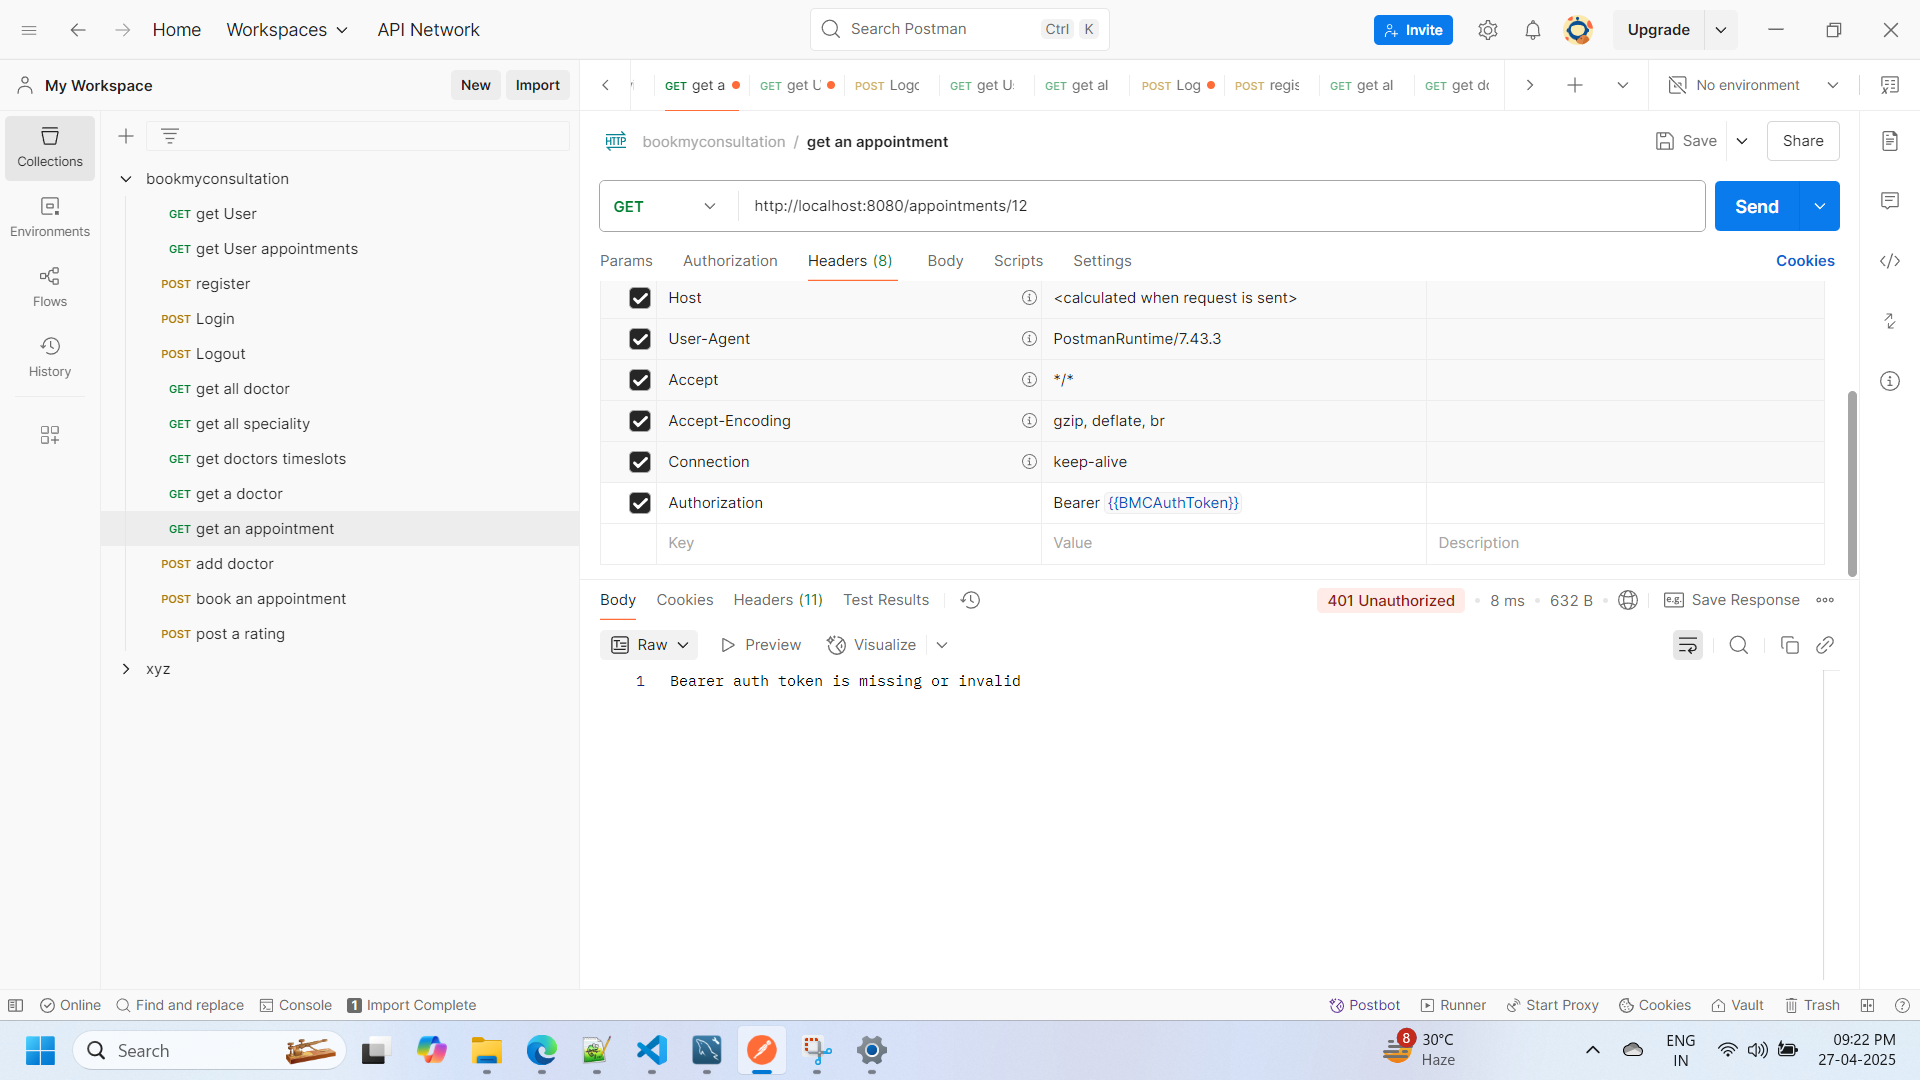 Home
Workspaces
API Network
Search Postman
Ctrl
K
Invite
Upgrade
My Workspace
New
Import
GET get a
GET get U
POST Logo
GET get U
GET get al
POST Log
POST regis
GET get al
GET get d
No environment
Collections
Environments
Flows
History
bookmyconsultation
GET get User
GET get User appointments
POST register
POST Login
POST Logout
GET get all doctor
GET get all speciality
GET get doctors timeslots
GET get a doctor
GET get an appointment
POST add doctor
POST book an appointment
POST post a rating
xyz
HTTP
bookmyconsultation / get an appointment
Save
Share
GET
http://localhost:8080/appointments/12
Send
Params
Authorization
Headers (8)
Body
Scripts
Settings
Cookies
Host
<calculated when request is sent>
User-Agent
PostmanRuntime/7.43.3
Accept
*/*
Accept-Encoding
gzip, deflate, br
Connection
keep-alive
Authorization
Bearer {{BMCAuthToken}}
Key
Value
Description
Body
Cookies
Headers (11)
Test Results
401 Unauthorized
8 ms
632 B
e.g.
Save Response
Raw
Preview
Visualize
1
Bearer auth token is missing or invalid
Online
Find and replace
Console
1 Import Complete
Postbot
Runner
Start Proxy
Cookies
Vault
Trash
Search
8
30°C
Haze
ENG
IN
09:22 PM
27-04-2025